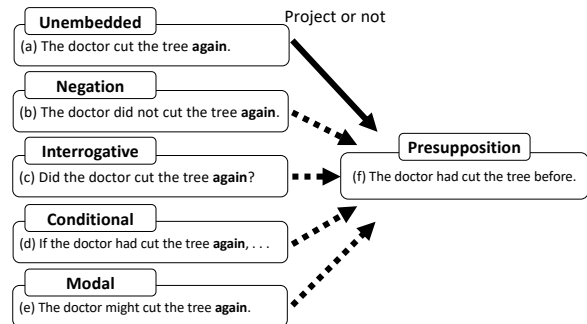 Project or not
Unembedded
(a) The doctor cut the tree again.
Negation
(b) The doctor did not cut the tree again.
Interrogative
(c) Did the doctor cut the tree again?
Conditional
(d) If the doctor had cut the tree again, . . .
Modal
(e) The doctor might cut the tree again.
Presupposition
(f) The doctor had cut the tree before.